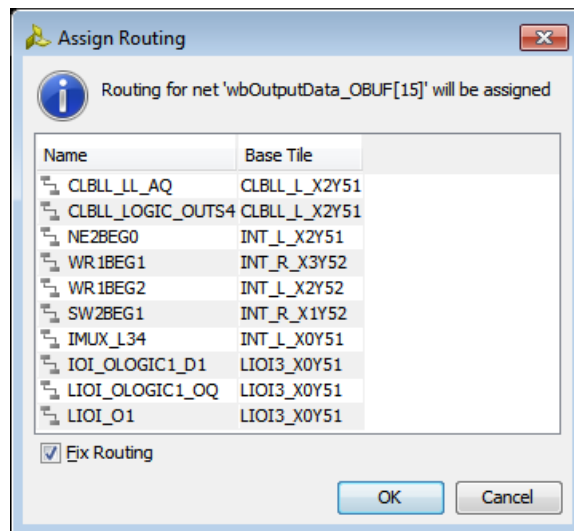 Assign Routing
Routing for net 'wbOutputData_OBUF[15]' will be assigned
Name Base Tile
CLBLL_LL_AQ CLBLL_L_X2Y51
CLBLL_LOGIC_OUTS4 CLBLL_L_X2Y51
NE2BEG0 INT_L_X2Y51
WR1BEG1 INT_R_X3Y52
WR1BEG2 INT_L_X2Y52
SW2BEG1 INT_R_X1Y52
IMUX_L34 INT_L_X0Y51
IOI_OLOGIC1_D1 LIOI3_X0Y51
LIOI_OLOGIC1_OQ LIOI3_X0Y51
LIOI_O1 LIOI3_X0Y51
Fix Routing
OK Cancel